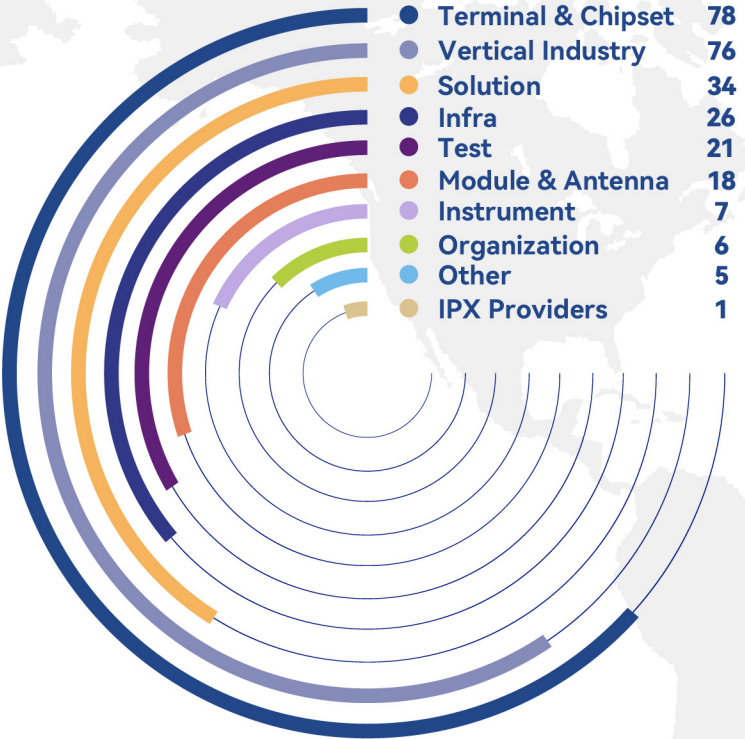 Terminal & Chipset 78
Vertical Industry 76
Solution 34
Infra 26
Test 21
Module & Antenna 18
Instrument 7
Organization 6
Other 5
IPX Providers 1